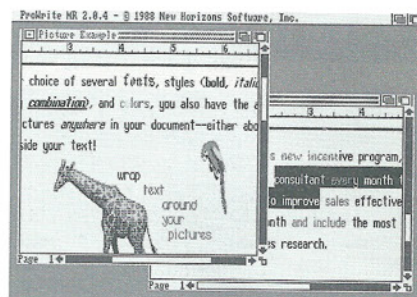 ProWrite MR 2.0.4 - © 1988 New Horizons Software, Inc.
Picture Example
3 4 5 6
choice of several fonts, styles (bold, italic
combination), and colors, you also have the a
ctures anywhere in your document--either abo
side your text!
wrap
text
around
your
pictures
Page 1
3 4
s new incentive program,
consultant every month t
to improve sales effective
nth and include the most
s research.
Page 1